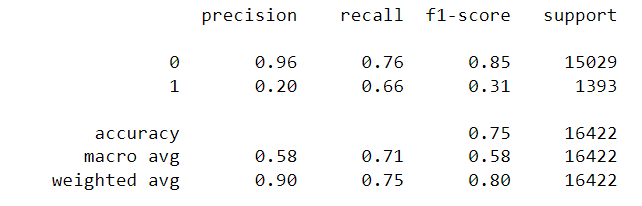 precision recall f1-score support
0 0.96 0.76 0.85 15029
1 0.20 0.66 0.31 1393
accuracy 0.75 16422
macro avg 0.58 0.71 0.58 16422
weighted avg 0.90 0.75 0.80 16422